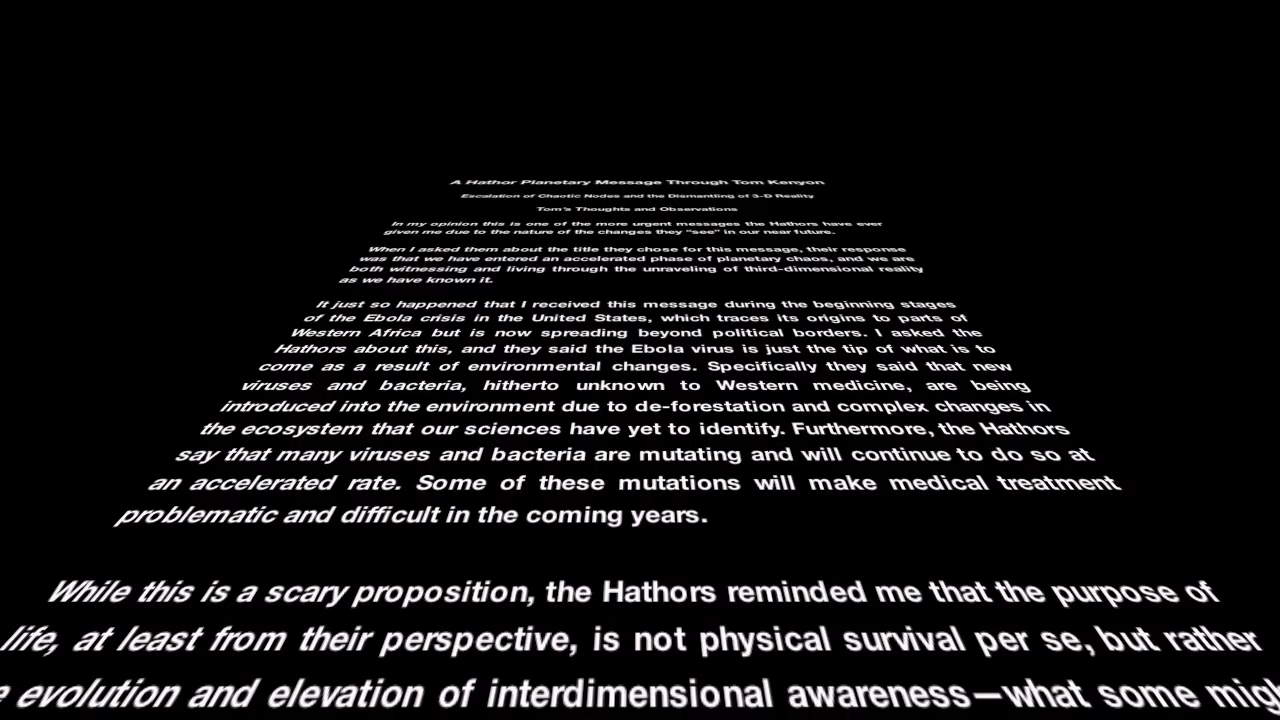 A Hathor Planetary Message Through Tom Kenyon
Escalation of Chaotic Nodes and the Dismantling of 3-D Reality
Tom's Thoughts and Observations
In my opinion this is one of the more urgent messages the Hathors have ever
given me due to the nature of the changes they "see" in our near future.
When I asked them about the title they chose for this message, their response
was that we have entered an accelerated phase of planetary chaos, and we are
both witnessing and living through the unraveling of third-dimensional reality
as we have known it.
It just so happened that I received this message during the beginning stages
of the Ebola crisis in the United States, which traces its origins to parts of
Western Africa but is now spreading beyond political borders. I asked the
Hathors about this, and they said the Ebola virus is just the tip of what is to
come as a result of environmental changes. Specifically they said that new
viruses and bacteria, hitherto unknown to Western medicine, are being
introduced into the environment due to de-forestation and complex changes in
the ecosystem that our sciences have yet to identify. Furthermore, the Hathors
say that many viruses and bacteria are mutating and will continue to do so at
an accelerated rate. Some of these mutations will make medical treatment
problematic and difficult in the coming years.
While this is a scary proposition, the Hathors reminded me that the purpose of
life, at least from their perspective, is not physical survival per se, but rather
evolution and elevation of interdimensional awareness—what some